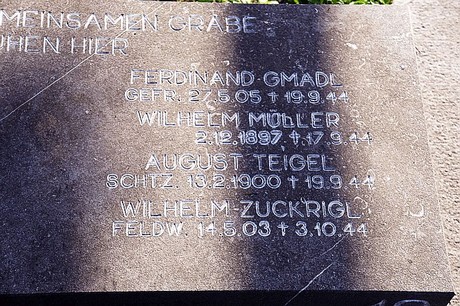 MEINSAMEN GRABE
UHEN HIER
FERDINAND GMADL
GEFR. 27.5.05 † 19.9.44
WILHELM MÜLLER
2.12.1897 † 17.9.44
AUGUST TEIGEL
SCHTZ. 13.2.1900 † 19.9.44
WILHELM ZUCKRIGL
FELDW. 14.5.03 † 3.10.44